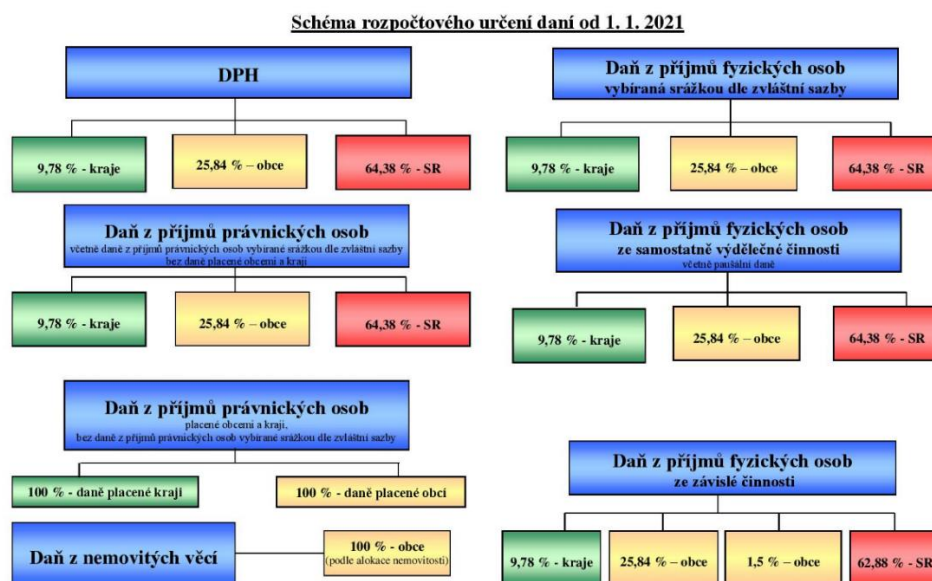 Schéma rozpočtového určení daní od 1. 1. 2021
DPH
9,78 % - kraje
25,84 % – obce
64,38 % - SR
Daň z příjmů fyzických osob
vybíraná srážkou dle zvláštní sazby
9,78 % - kraje
25,84 % – obce
64,38 % - SR
Daň z příjmů právnických osob
včetně daně z příjmů právnických osob vybírané srážkou dle zvláštní sazby
bez daně placené obcemi a kraji
9,78 % - kraje
25,84 % – obce
64,38 % - SR
Daň z příjmů fyzických osob
ze samostatně výdělečné činnosti
včetně paušální daně
9,78 % - kraje
25,84 % – obce
64,38 % - SR
Daň z příjmů právnických osob
placené obcemi a kraji,
bez daně z příjmů právnických osob vybírané srážkou dle zvláštní sazby
100 % - daně placené kraji
100 % - daně placené obcí
Daň z nemovitých věcí
100 % - obce
(podle alokace nemovitosti)
Daň z příjmů fyzických osob
ze závislé činnosti
9,78 % - kraje
25,84 % – obce
1,5 % – obce
62,88 % - SR